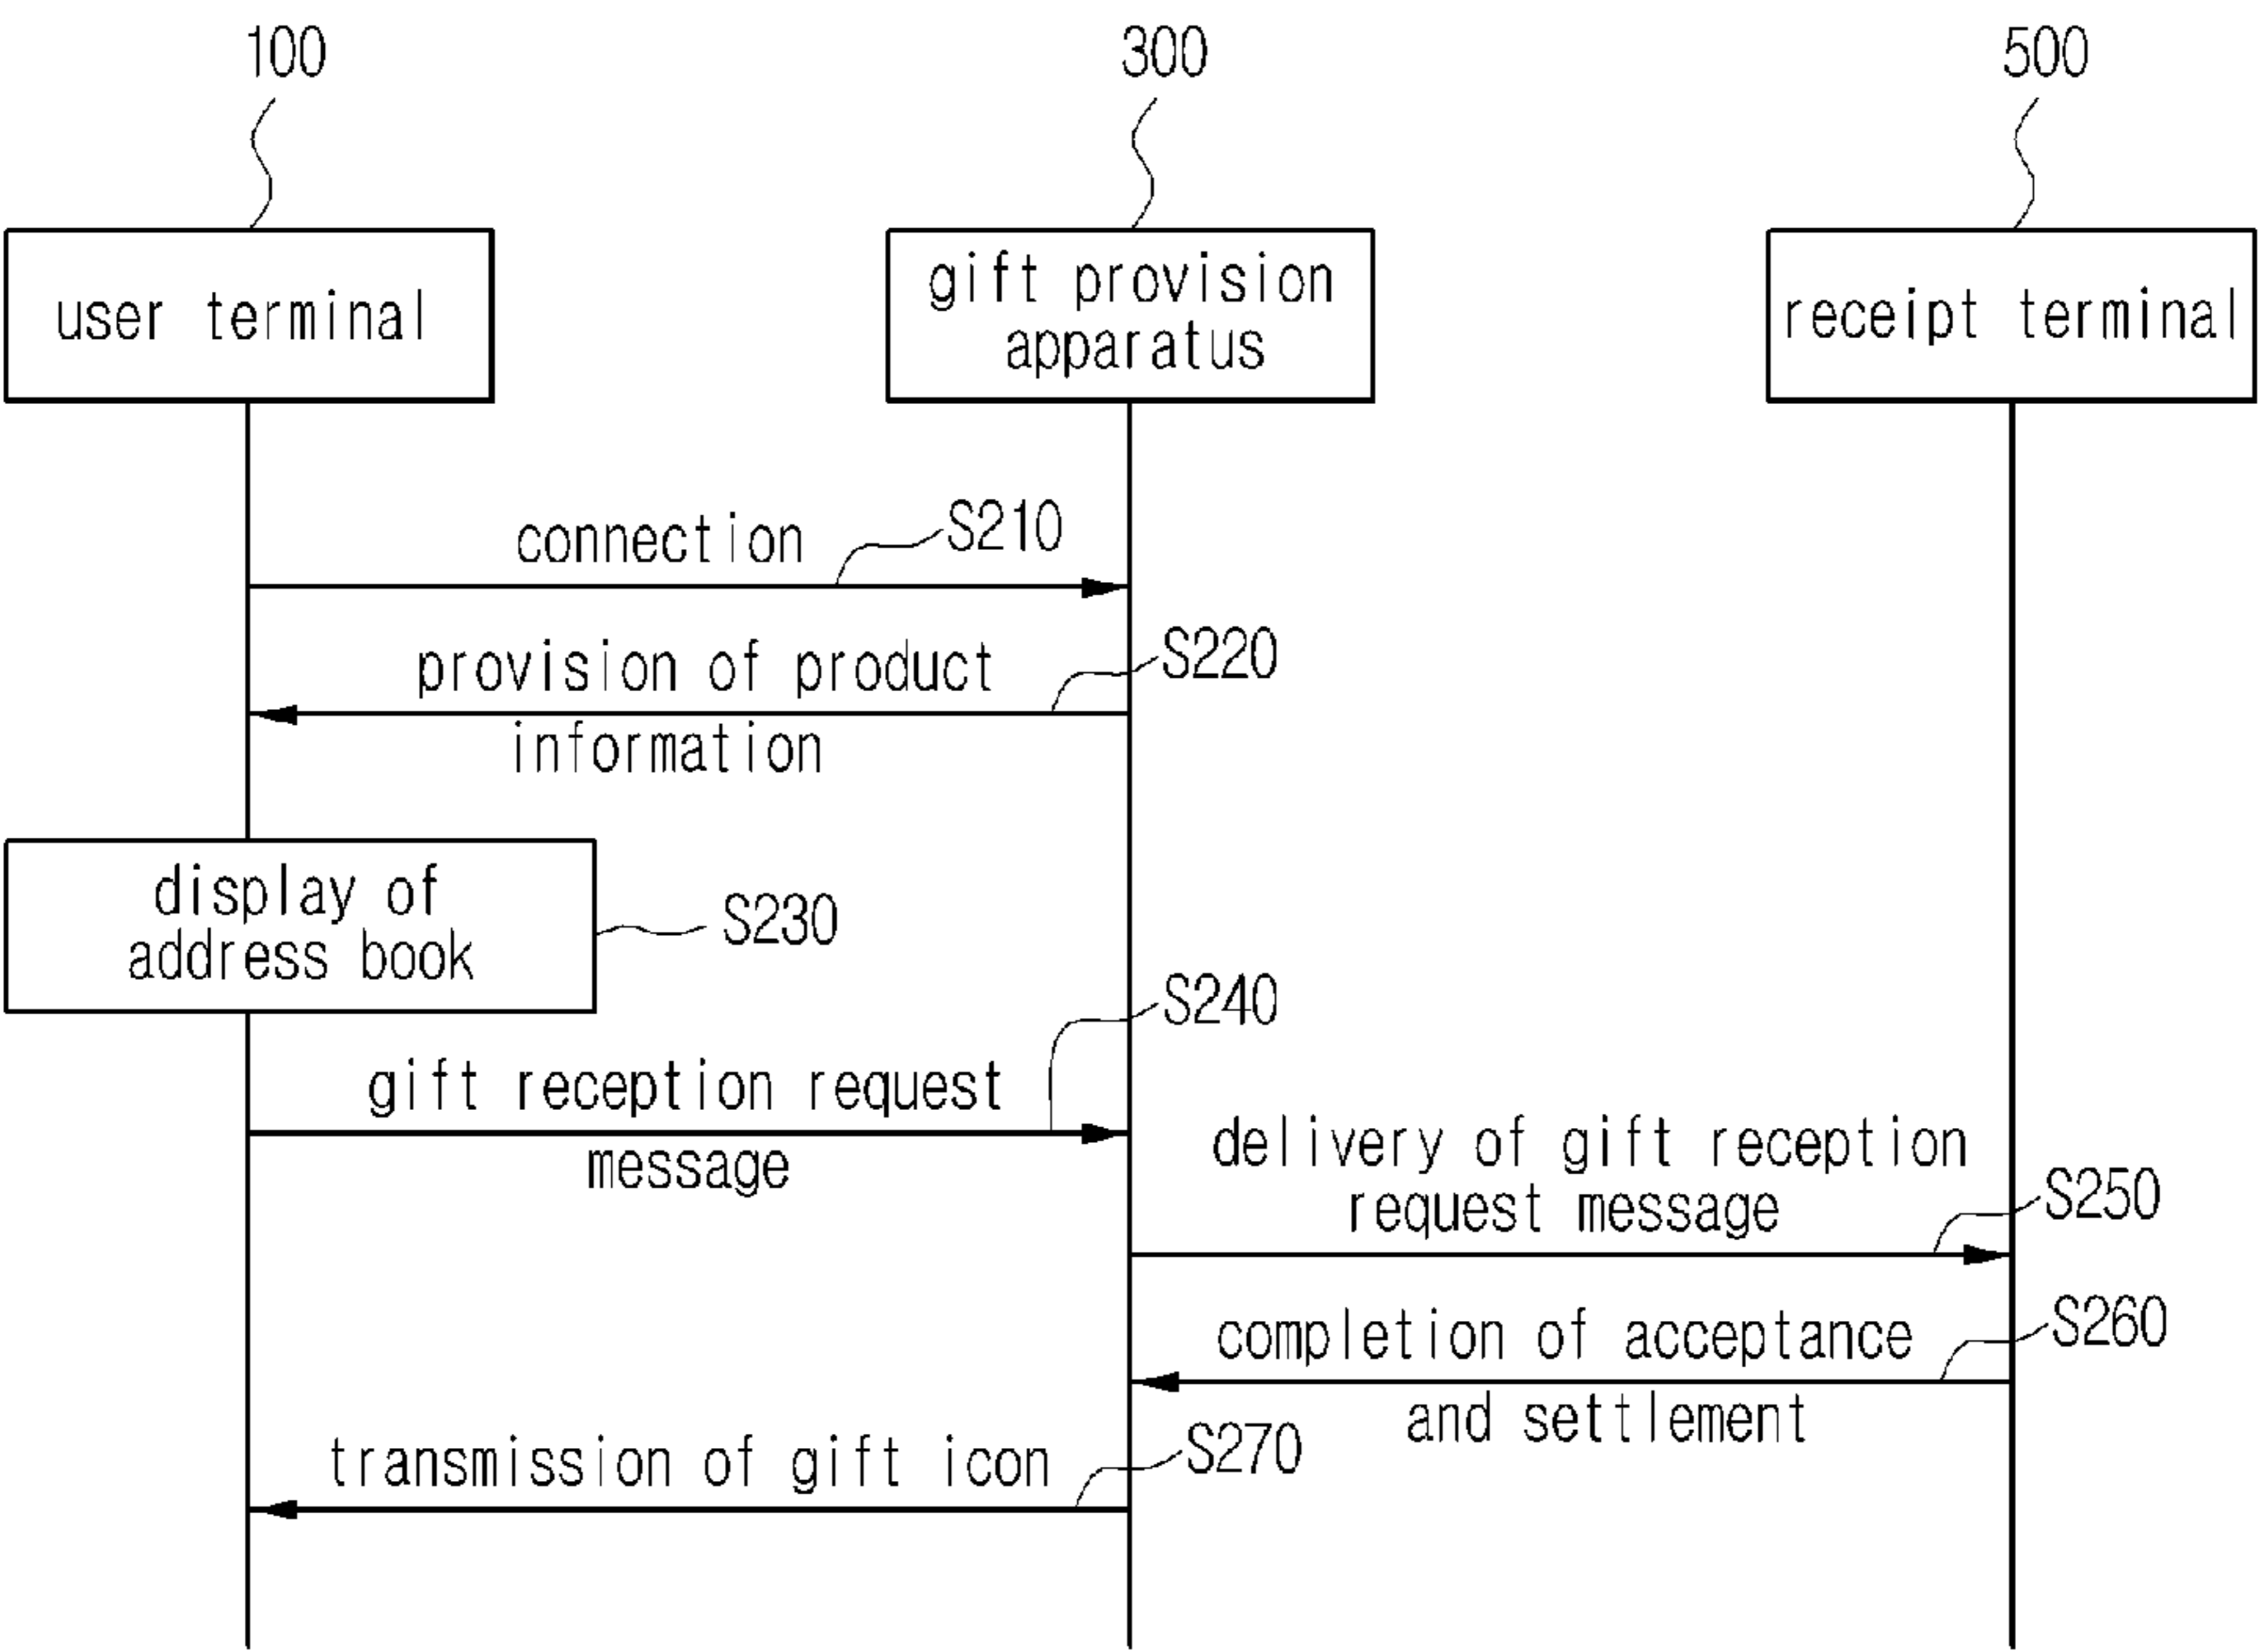 100
300
500
user terminal
gift provision
apparatus
receipt terminal
connection
S210
provision of product
S220
information
display of
address book
S230
S240
gift reception request
message
delivery of gift reception
request message
S250
completion of acceptance
S260
and settlement
transmission of gift icon
S270